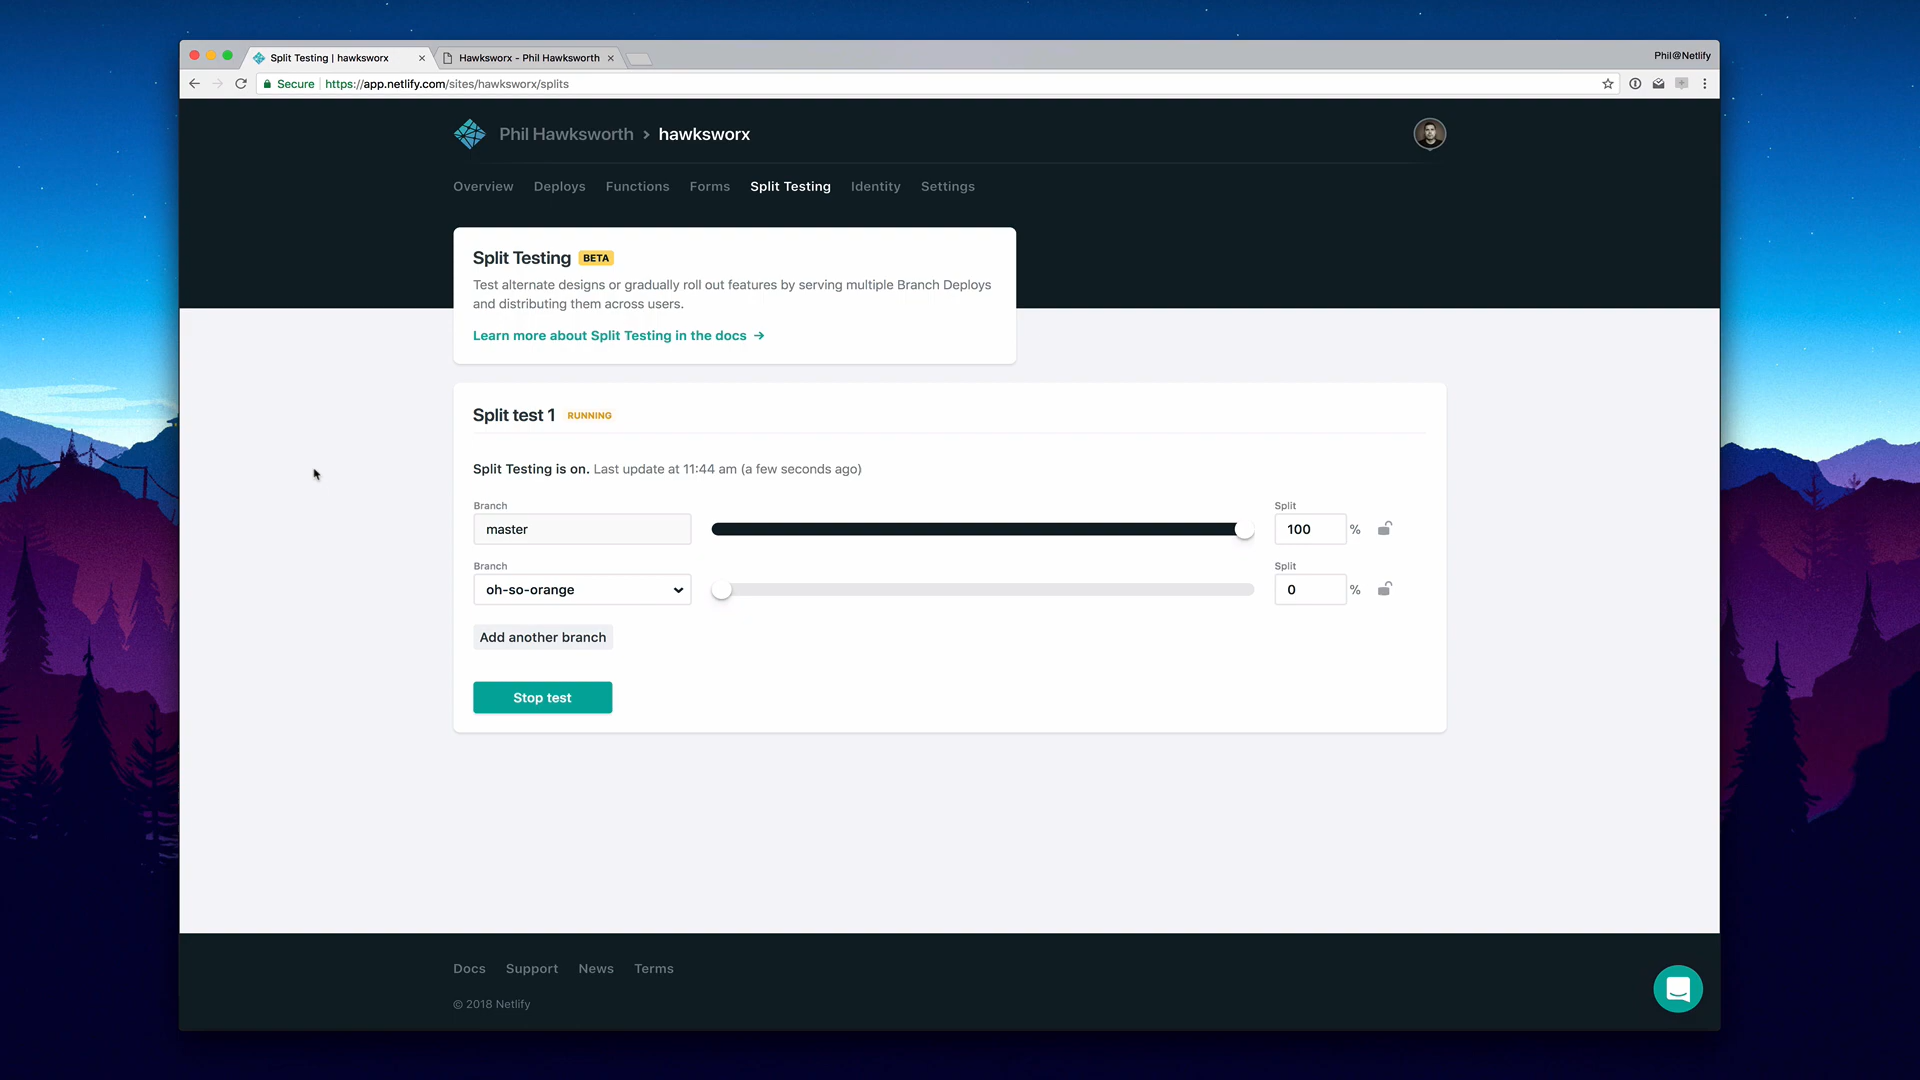 Split Testing | hawksworx
Hawksworx - Phil Hawksworth
Phil@Netlify
Secure
https://app.netlify.com/sites/hawksworx/splits
Phil Hawksworth › hawksworx
Overview Deploys Functions Forms Split Testing Identity Settings
Split Testing BETA
Test alternate designs or gradually roll out features by serving multiple Branch Deploys
and distributing them across users.
Learn more about Split Testing in the docs →
Split test 1 RUNNING
Split Testing is on. Last update at 11:44 am (a few seconds ago)
Branch Split
master 100 %
Branch Split
oh-so-orange 0 %
Add another branch
Stop test
Docs Support News Terms
© 2018 Netlify